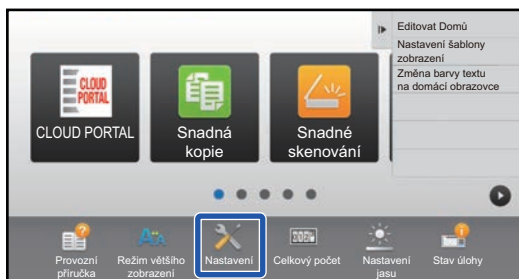 Editovat Domů
Nastavení šablony
zobrazení
Změna barvy textu
na domácí obrazovce
CLOUD
PORTAL
CLOUD PORTAL
Snadná
kopie
Snadné
skenování
Provozní
příručka
Režim většího
zobrazení
Nastavení
Celkový počet
Nastavení
jasu
Stav úlohy